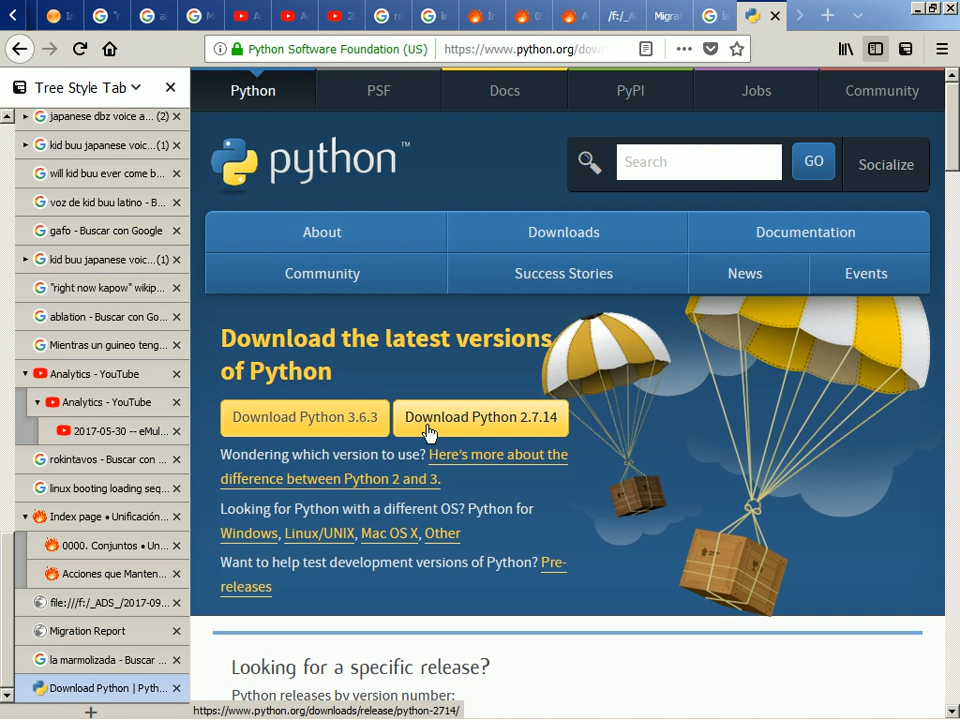 "r
al
M
A
A
2
ro
lin
In
0
A
/f:/_A
Migrat
la
Python Software Foundation (US)
https://www.python.org/dow
Tree Style Tab
Python
PSF
Docs
PyPI
Jobs
Community
japanese dbz voice a... (2)
kid buu japanese voic...(1)
will kid buu ever come b...
voz de kid buu latino - B...
gafo - Buscar con Google
kid buu japanese voic...(1)
"right now kapow" wikip...
ablation - Buscar con Go...
Mientras un guineo teng...
Analytics - YouTube
Analytics - YouTube
2017-05-30 -- eMul...
rokintavos - Buscar con ...
linux booting loading seq...
Index page • Unificación...
0000. Conjuntos • Un...
Acciones que Manten...
file:///f:/_ADS_/2017-09...
Migration Report
la marmolizada - Buscar ...
Download Python | Pyth...
python™
Search
GO
Socialize
About
Downloads
Documentation
Community
Success Stories
News
Events
Download the latest versions
of Python
Download Python 3.6.3
Download Python 2.7.14
Wondering which version to use? Here's more about the
difference between Python 2 and 3.
Looking for Python with a different OS? Python for
Windows, Linux/UNIX, Mac OS X, Other
Want to help test development versions of Python? Pre-
releases
Looking for a specific release?
Python releases by version number:
https://www.python.org/downloads/release/python-2714/